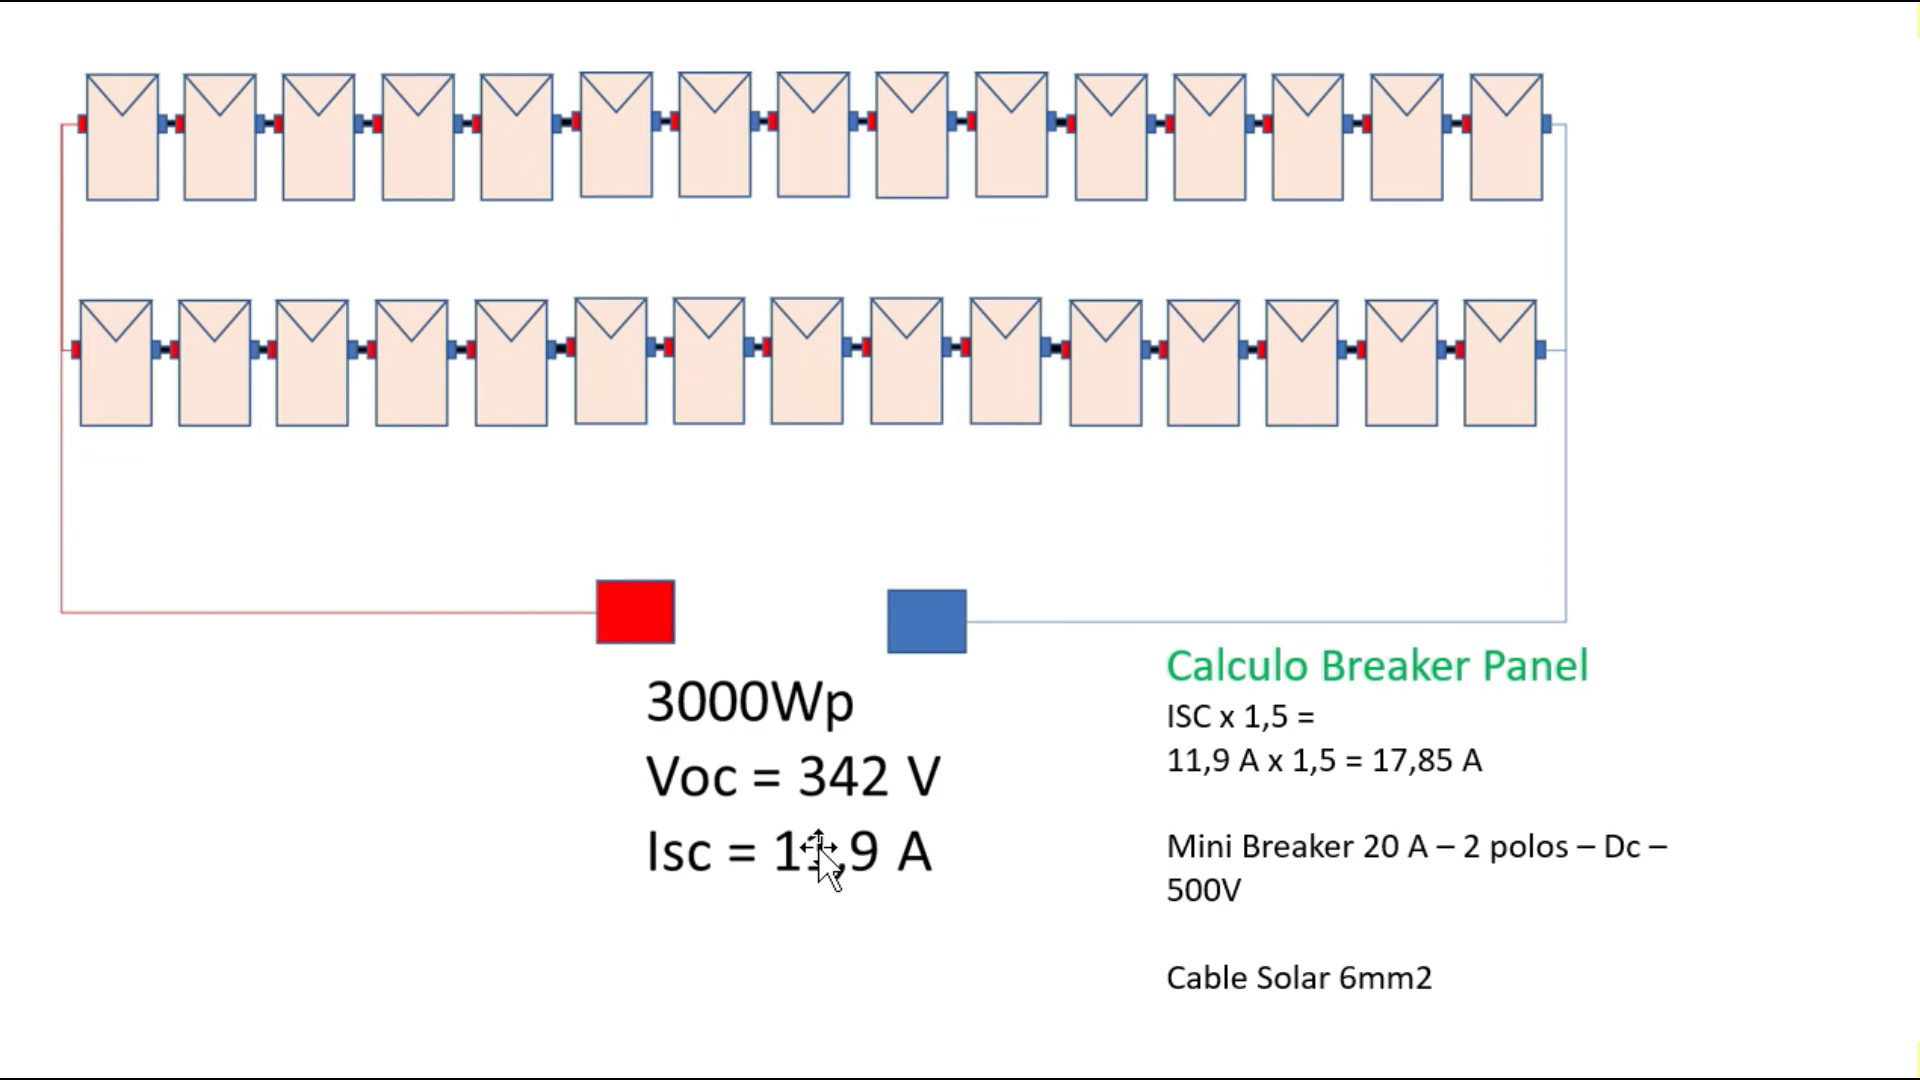 3000Wp
Voc = 342 V
Isc = 11,9 A
Calculo Breaker Panel
ISC x 1,5 =
11,9 A x 1,5 = 17,85 A
Mini Breaker 20 A – 2 polos – Dc –
500V
Cable Solar 6mm2